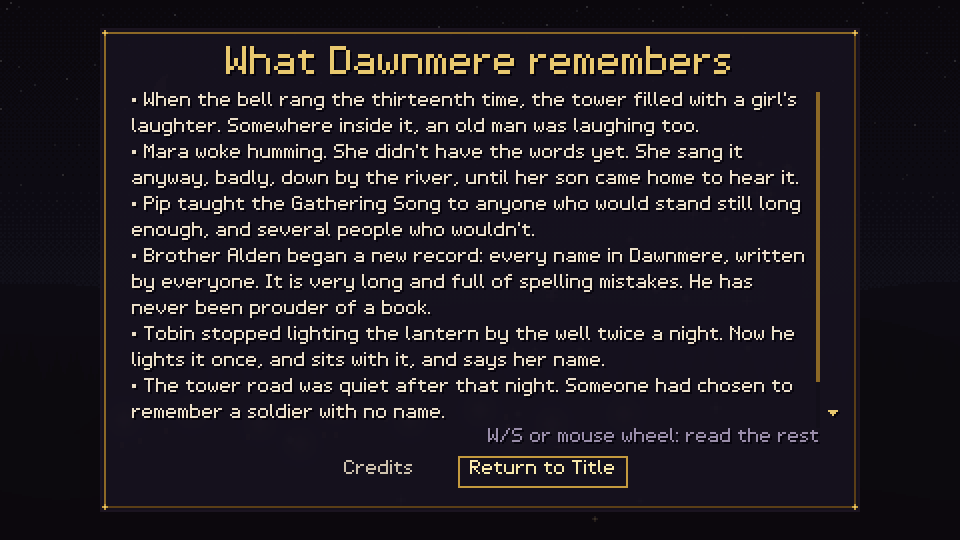 What Dawnmere remembers
• When the bell rang the thirteenth time, the tower filled with a girl's
laughter. Somewhere inside it, an old man was laughing too.
• Mara woke humming. She didn't have the words yet. She sang it
anyway, badly, down by the river, until her son came home to hear it.
• Pip taught the Gathering Song to anyone who would stand still long
enough, and several people who wouldn't.
• Brother Alden began a new record: every name in Dawnmere, written
by everyone. It is very long and full of spelling mistakes. He has
never been prouder of a book.
• Tobin stopped lighting the lantern by the well twice a night. Now he
lights it once, and sits with it, and says her name.
• The tower road was quiet after that night. Someone had chosen to
remember a soldier with no name.
W/S or mouse wheel: read the rest
Credits
Return to Title